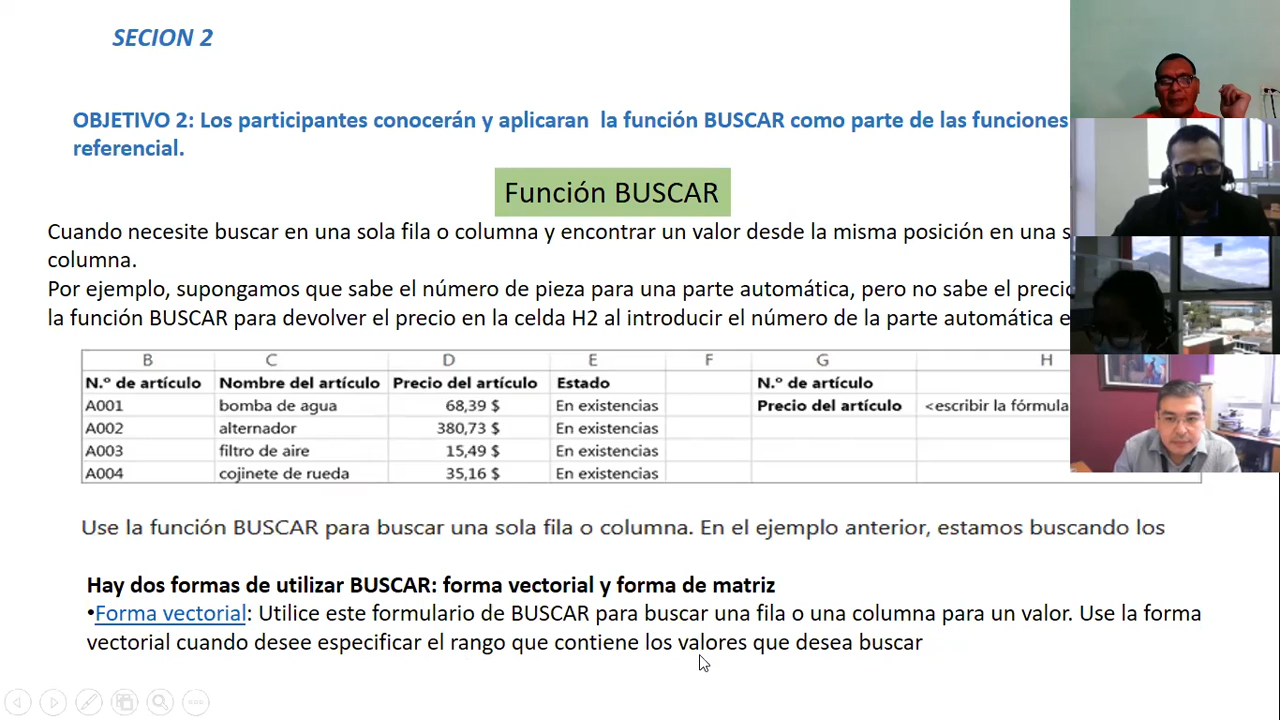 SECION 2
OBJETIVO 2: Los participantes conocerán y aplicaran la función BUSCAR como parte de las funciones
referencial.
Función BUSCAR
Cuando necesite buscar en una sola fila o columna y encontrar un valor desde la misma posición en una s
columna.
Por ejemplo, supongamos que sabe el número de pieza para una parte automática, pero no sabe el precio
la función BUSCAR para devolver el precio en la celda H2 al introducir el número de la parte automática e
B C D E F G H
N.º de artículo Nombre del artículo Precio del artículo Estado N.º de artículo
A001 bomba de agua 68,39 $ En existencias Precio del artículo <escribir la fórmula
A002 alternador 380,73 $ En existencias
A003 filtro de aire 15,49 $ En existencias
A004 cojinete de rueda 35,16 $ En existencias
Use la función BUSCAR para buscar una sola fila o columna. En el ejemplo anterior, estamos buscando los
Hay dos formas de utilizar BUSCAR: forma vectorial y forma de matriz
•Forma vectorial: Utilice este formulario de BUSCAR para buscar una fila o una columna para un valor. Use la forma
vectorial cuando desee especificar el rango que contiene los valores que desea buscar